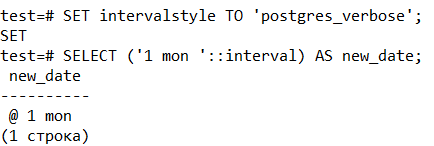 test=# SET intervalstyle TO 'postgres_verbose';
SET
test=# SELECT ('1 mon '::interval) AS new_date;
 new_date
----------
 @ 1 mon
(1 строка)